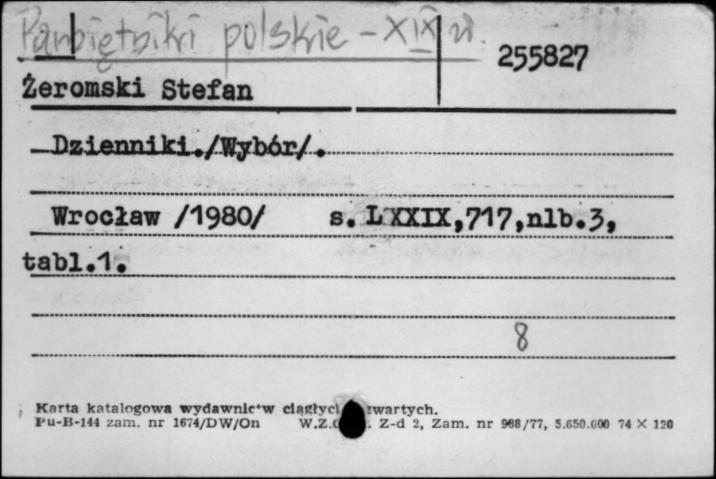 Pamiętniki polskie - XIX w.
255827
Żeromski Stefan
Dzienniki./Wybór/.
Wrocław /1980/ s. LXXIX,717,nlb.3,
tabl.1.
8
Karta katalogowa wydawnic'w ciągłyc zwartych.
Pu-B-144 zam. nr 1674/DW/On W.Z. Z-d 2, Zam. nr 988/77, 5.650.000 74 X 120